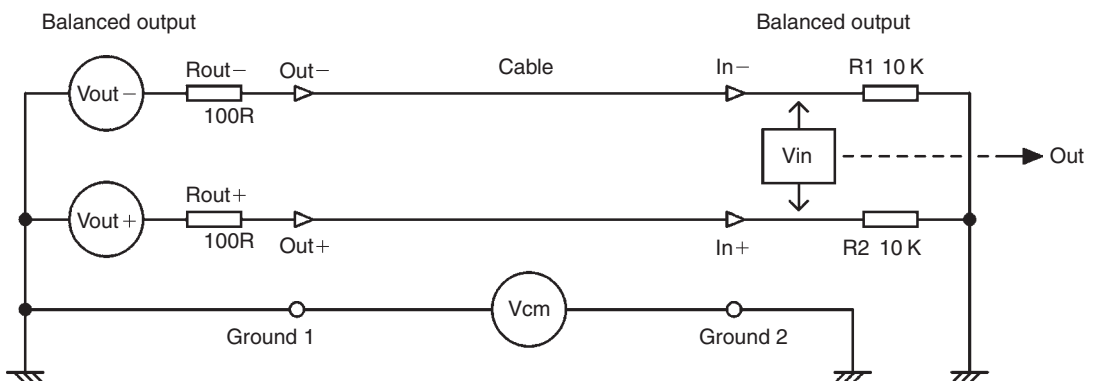 Balanced output
Balanced output
Rout−
Out−
Cable
In−
R1 10 K
Vout−
100R
Vin
Out
Rout+
Vout+
100R
Out+
In+
R2 10 K
Vcm
Ground 1
Ground 2